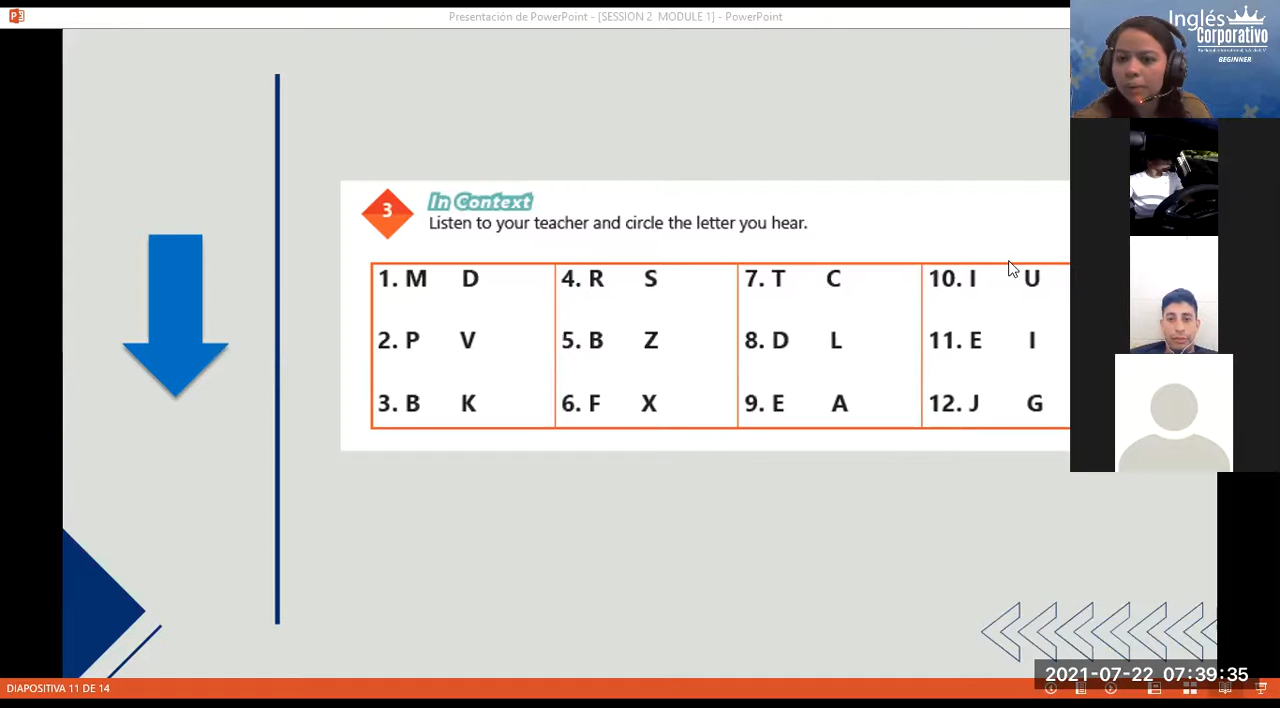 Presentación de PowerPoint - [SESSION 2 MODULE 1] - PowerPoint
Inglés
Corporativo
BEGINNER
3
In Context
Listen to your teacher and circle the letter you hear.
1. M D 4. R S 7. T C 10. I U
2. P V 5. B Z 8. D L 11. E I
3. B K 6. F X 9. E A 12. J G
2021-07-22 07:39:35
DIAPOSITIVA 11 DE 14